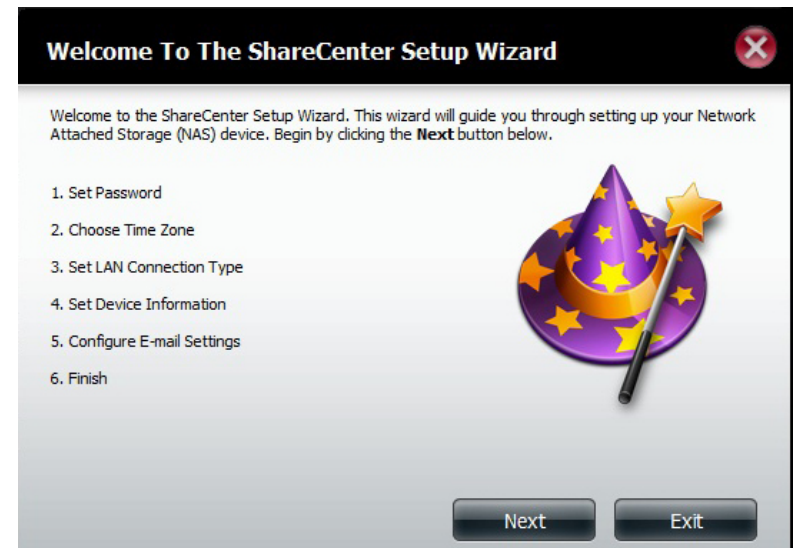 Welcome To The ShareCenter Setup Wizard
Welcome to the ShareCenter Setup Wizard. This wizard will guide you through setting up your Network
Attached Storage (NAS) device. Begin by clicking the Next button below.
1. Set Password
2. Choose Time Zone
3. Set LAN Connection Type
4. Set Device Information
5. Configure E-mail Settings
6. Finish
Next
Exit